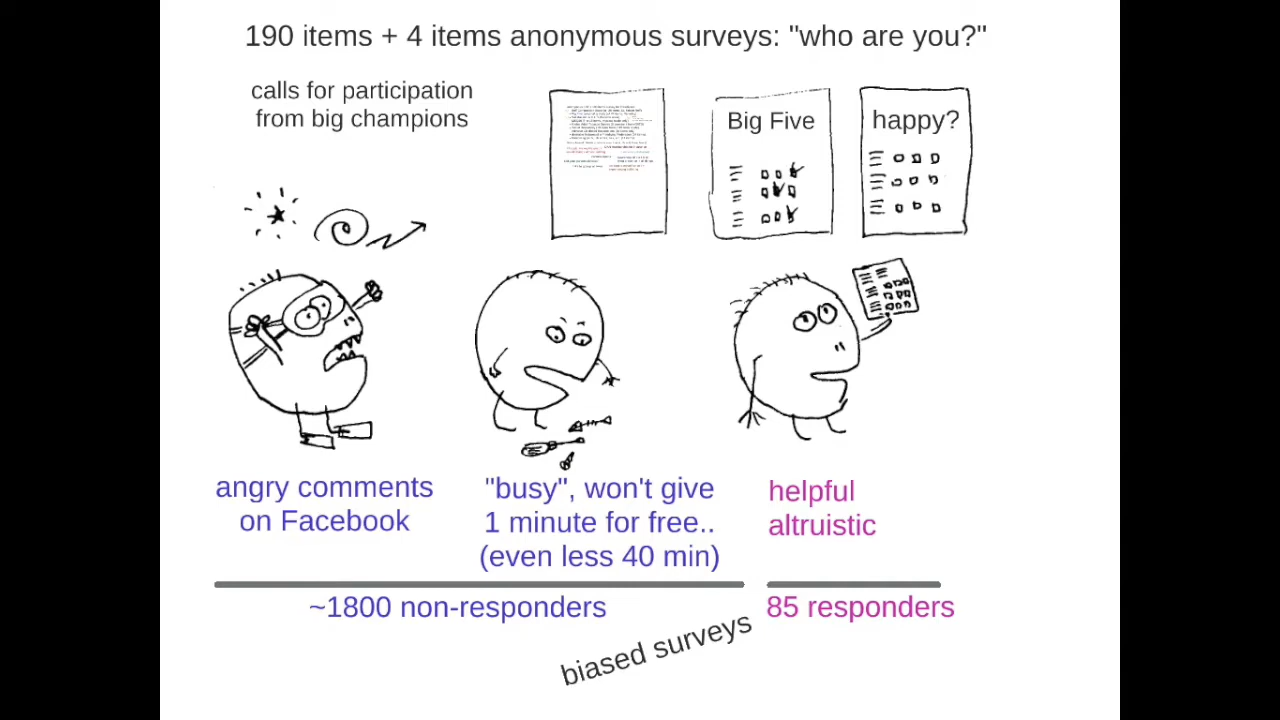 190 items + 4 items anonymous surveys: "who are you?"
calls for participation
from big champions
Big Five
happy?
angry comments
on Facebook
"busy", won't give
1 minute for free..
(even less 40 min)
helpful
altruistic
~1800 non-responders
85 responders
biased surveys